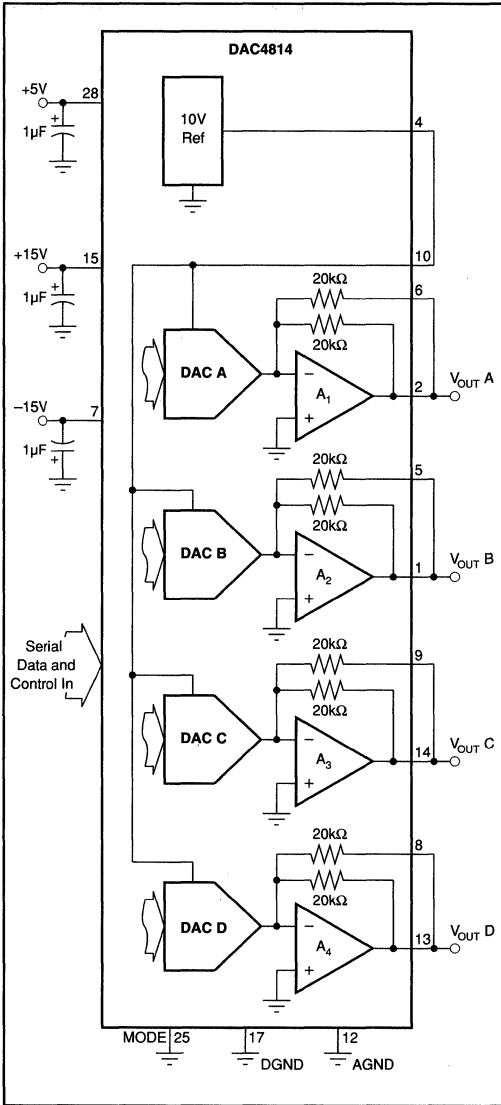 DAC4814
+5V
28
+
1µF
10V
Ref
4
+15V
15
+
1µF
10
20kΩ
6
20kΩ
DAC A
−
A1
+
2
VOUT A
−15V
7
1µF
+
20kΩ
5
20kΩ
DAC B
−
A2
+
1
VOUT B
Serial
Data and
Control In
20kΩ
9
20kΩ
DAC C
−
A3
+
14
VOUT C
20kΩ
8
20kΩ
DAC D
−
A4
+
13
VOUT D
MODE 25
17
DGND
12
AGND